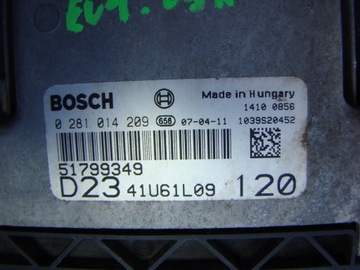 BOSCH
Made in Hungary
1410 0856
0 281 014 209 658 07-04-11 1039S20452
51799349
D23 41U61L09 120